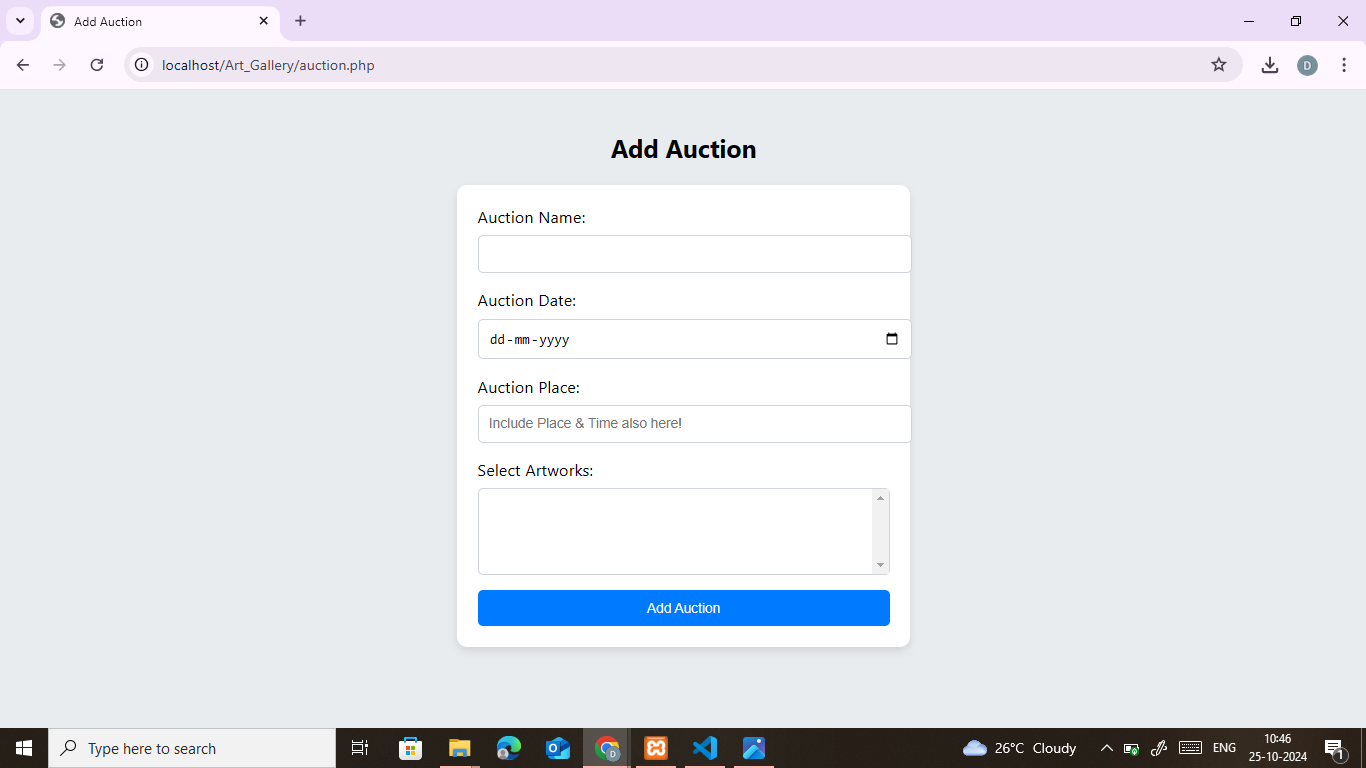 Add Auction
localhost/Art_Gallery/auction.php
D
Add Auction
Auction Name:
Auction Date:
dd-mm-yyyy
Auction Place:
Include Place & Time also here!
Select Artworks:
Add Auction
Type here to search
D
26°C Cloudy
ENG
10:46
25-10-2024
1